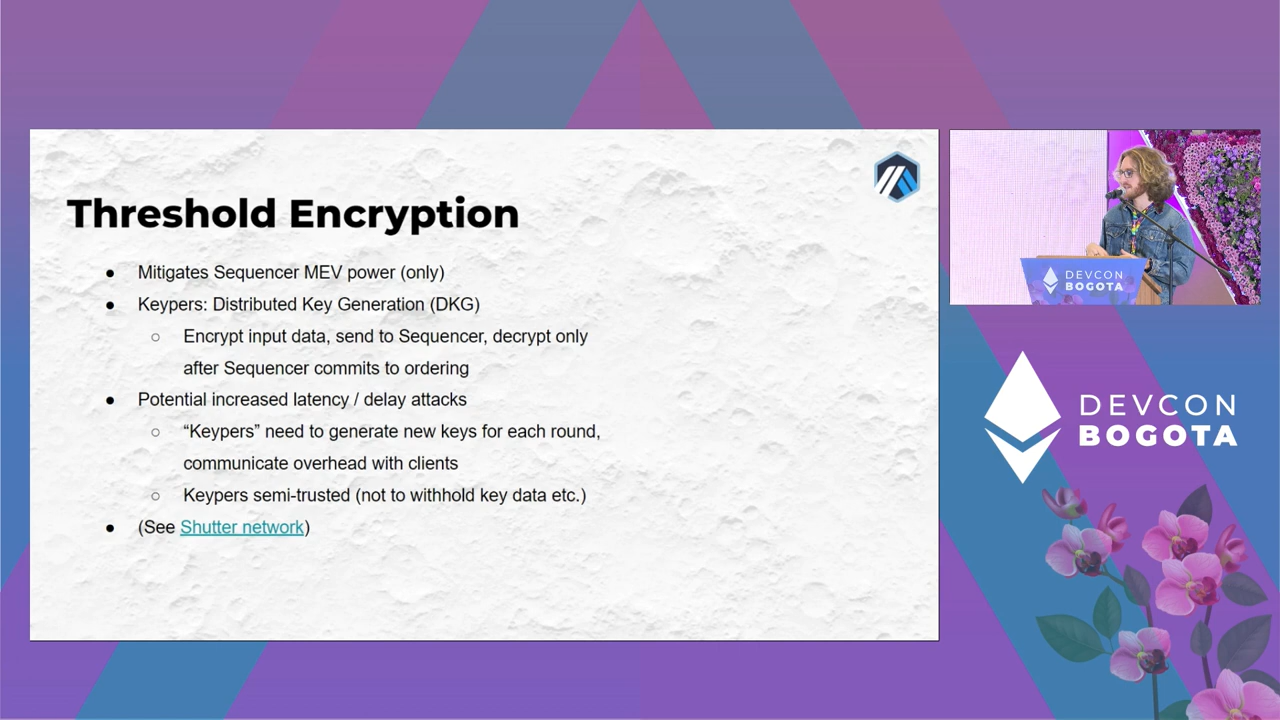 Threshold Encryption
● Mitigates Sequencer MEV power (only)
● Keypers: Distributed Key Generation (DKG)
○ Encrypt input data, send to Sequencer, decrypt only
after Sequencer commits to ordering
● Potential increased latency / delay attacks
○ “Keypers” need to generate new keys for each round,
communicate overhead with clients
○ Keypers semi-trusted (not to withhold key data etc.)
● (See Shutter network)
DEVCON
BOGOTA
DEVCON
BOGOTA